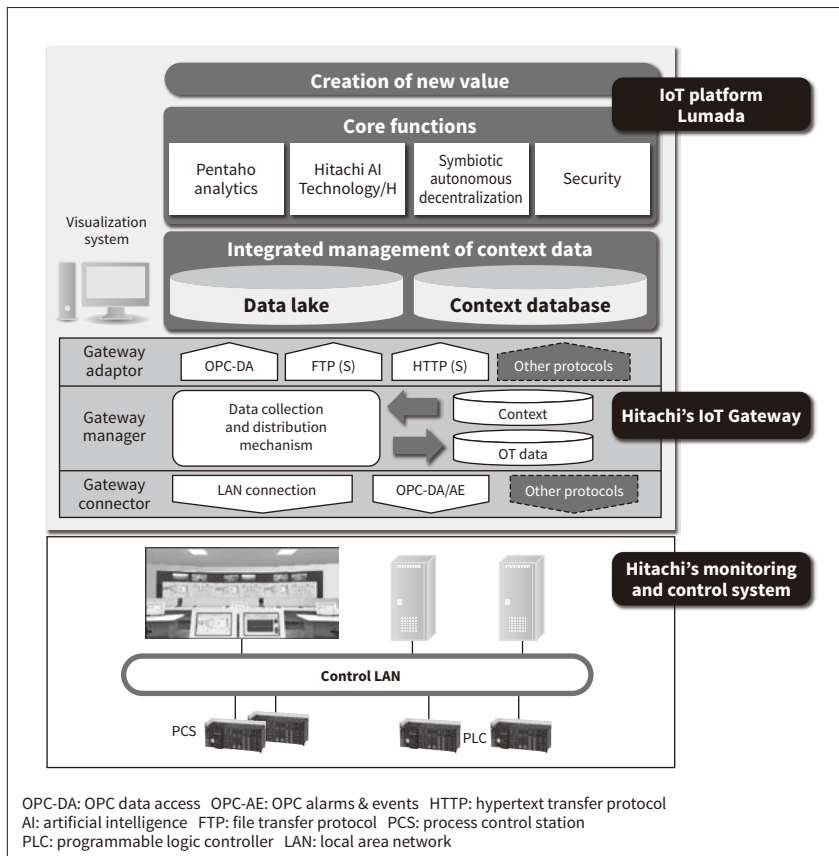 Creation of new value
IoT platform
Lumada
Core functions
Pentaho
analytics
Hitachi AI
Technology/H
Symbiotic
autonomous
decentralization
Security
Visualization
system
Integrated management of context data
Data lake
Context database
Gateway
adaptor
OPC-DA
FTP (S)
HTTP (S)
Other protocols
Gateway
manager
Data collection
and distribution
mechanism
Context
OT data
Hitachi's IoT Gateway
Gateway
connector
LAN connection
OPC-DA/AE
Other protocols
Hitachi's monitoring
and control system
Control LAN
PCS
PLC
OPC-DA: OPC data access OPC-AE: OPC alarms & events HTTP: hypertext transfer protocol
AI: artificial intelligence FTP: file transfer protocol PCS: process control station
PLC: programmable logic controller LAN: local area network